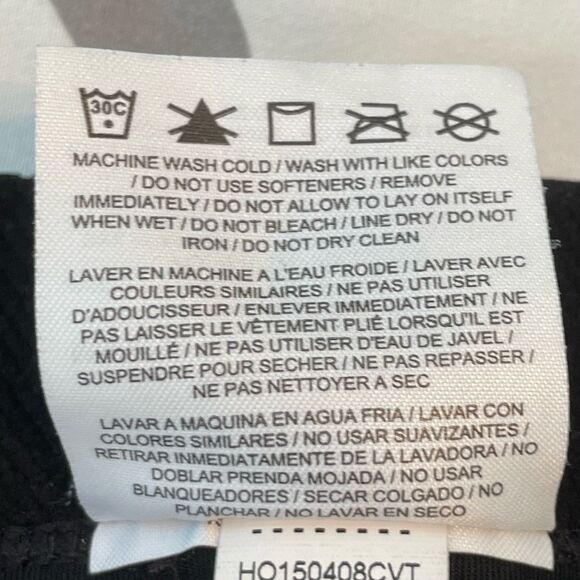 30C
MACHINE WASH COLD / WASH WITH LIKE COLORS
/ DO NOT USE SOFTENERS / REMOVE
IMMEDIATELY / DO NOT ALLOW TO LAY ON ITSELF
WHEN WET / DO NOT BLEACH / LINE DRY / DO NOT
IRON / DO NOT DRY CLEAN
LAVER EN MACHINE A L'EAU FROIDE / LAVER AVEC
COULEURS SIMILAIRES / NE PAS UTILISER
D'ADOUCISSEUR / ENLEVER IMMEDIATEMENT / NE
PAS LAISSER LE VÊTEMENT PLIÉ LORSQU'IL EST
MOUILLÉ / NE PAS UTILISER D'EAU DE JAVEL /
SUSPENDRE POUR SECHER / NE PAS REPASSER /
NE PAS NETTOYER A SEC
LAVAR A MAQUINA EN AGUA FRIA / LAVAR CON
COLORES SIMILARES / NO USAR SUAVIZANTES /
RETIRAR INMEDIATAMENTE DE LA LAVADORA / NO
DOBLAR PRENDA MOJADA / NO USAR
BLANQUEADORES / SECAR COLGADO / NO
PLANCHAR / NO LAVAR EN SECO
HO150408CVT